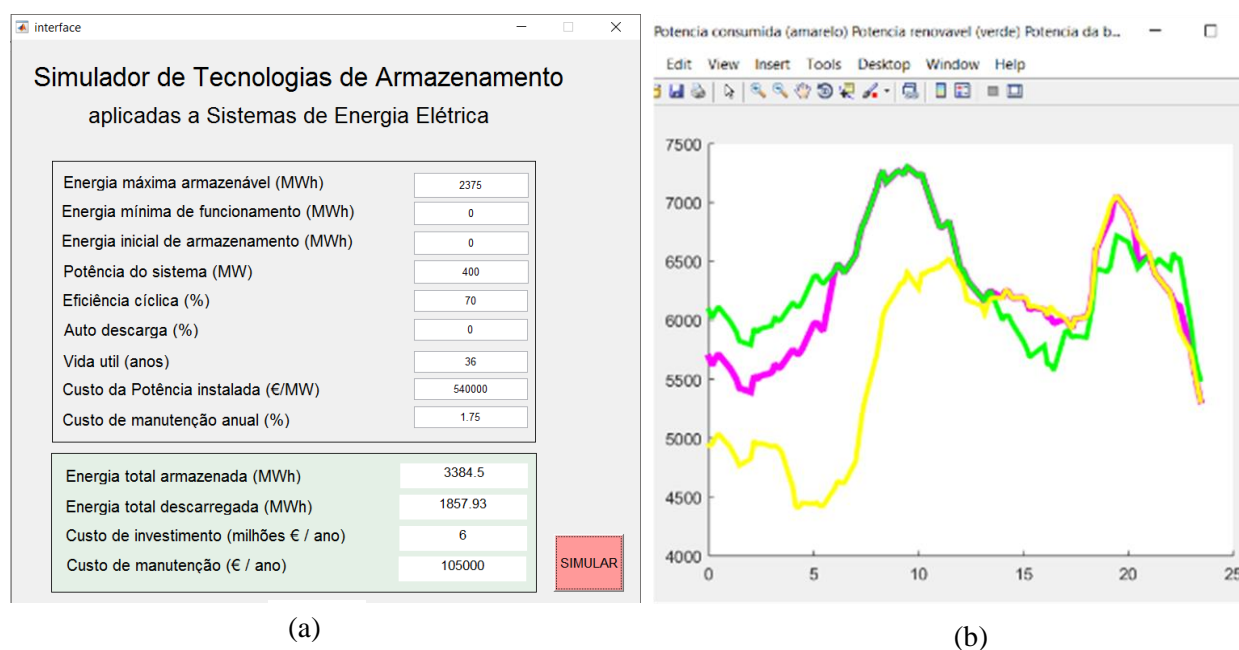 interface
Simulador de Tecnologias de Armazenamento
aplicadas a Sistemas de Energia Elétrica
Energia máxima armazenável (MWh) 2375
Energia mínima de funcionamento (MWh) 0
Energia inicial de armazenamento (MWh) 0
Potência do sistema (MW) 400
Eficiência cíclica (%) 70
Auto descarga (%) 0
Vida util (anos) 36
Custo da Potência instalada (€/MW) 540000
Custo de manutenção anual (%) 1.75
Energia total armazenada (MWh) 3384.5
Energia total descarregada (MWh) 1857.93
Custo de investimento (milhões € / ano) 6
Custo de manutenção (€ / ano) 105000
SIMULAR
(a)
Potencia consumida (amarelo) Potencia renovavel (verde) Potencia da b...
Edit View Insert Tools Desktop Window Help
7500
7000
6500
6000
5500
5000
4500
4000
0 5 10 15 20 25
(b)